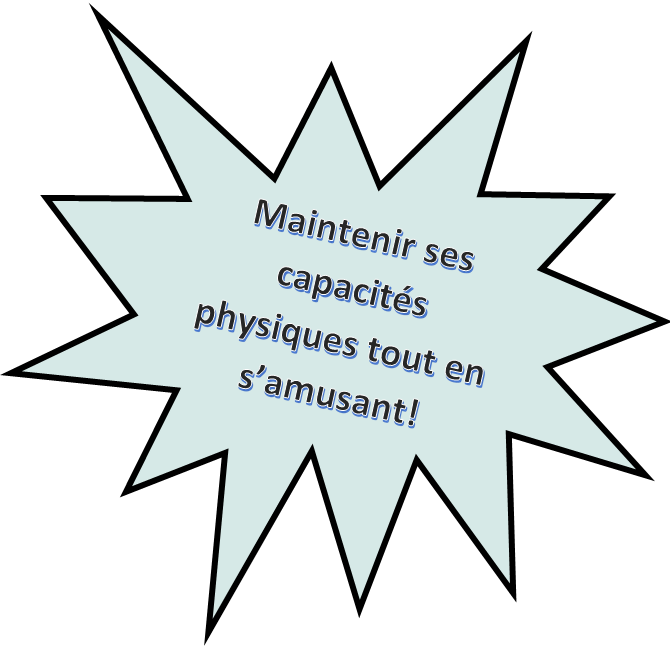 Maintenir ses
capacités
physiques tout en
s’amusant!